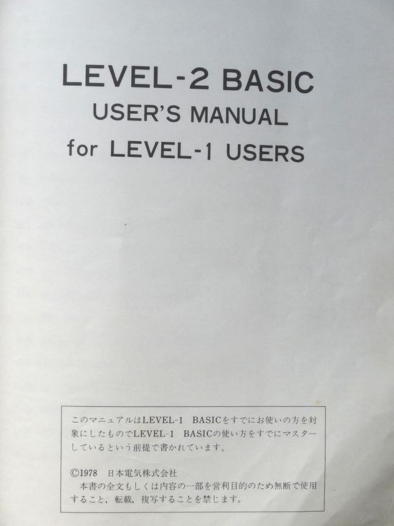 LEVEL-2 BASIC
USER'S MANUAL
for LEVEL-1 USERS
このマニュアルはLEVEL-1 BASICをすでにお使いの方を対
象にしたものでLEVEL-1 BASICの使い方をすでにマスター
しているという前提で書かれています。
©1978 日本電気株式会社
本書の全文もしくは内容の一部を営利目的のため無断で使用
すること、転載、複写することを禁じます。